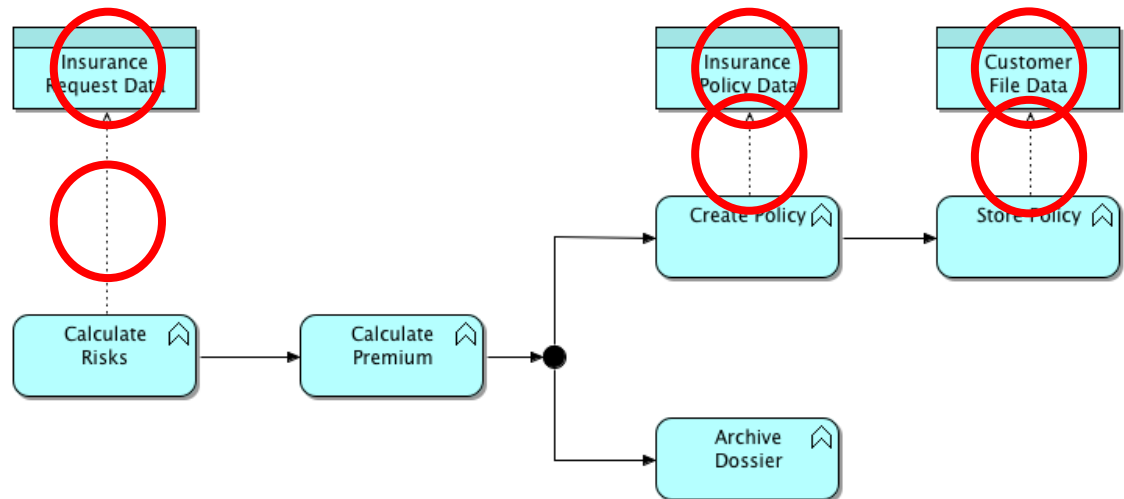 Insurance
Request Data
Insurance
Policy Data
Customer
File Data
Create Policy
Store Policy
Calculate
Risks
Calculate
Premium
Archive
Dossier